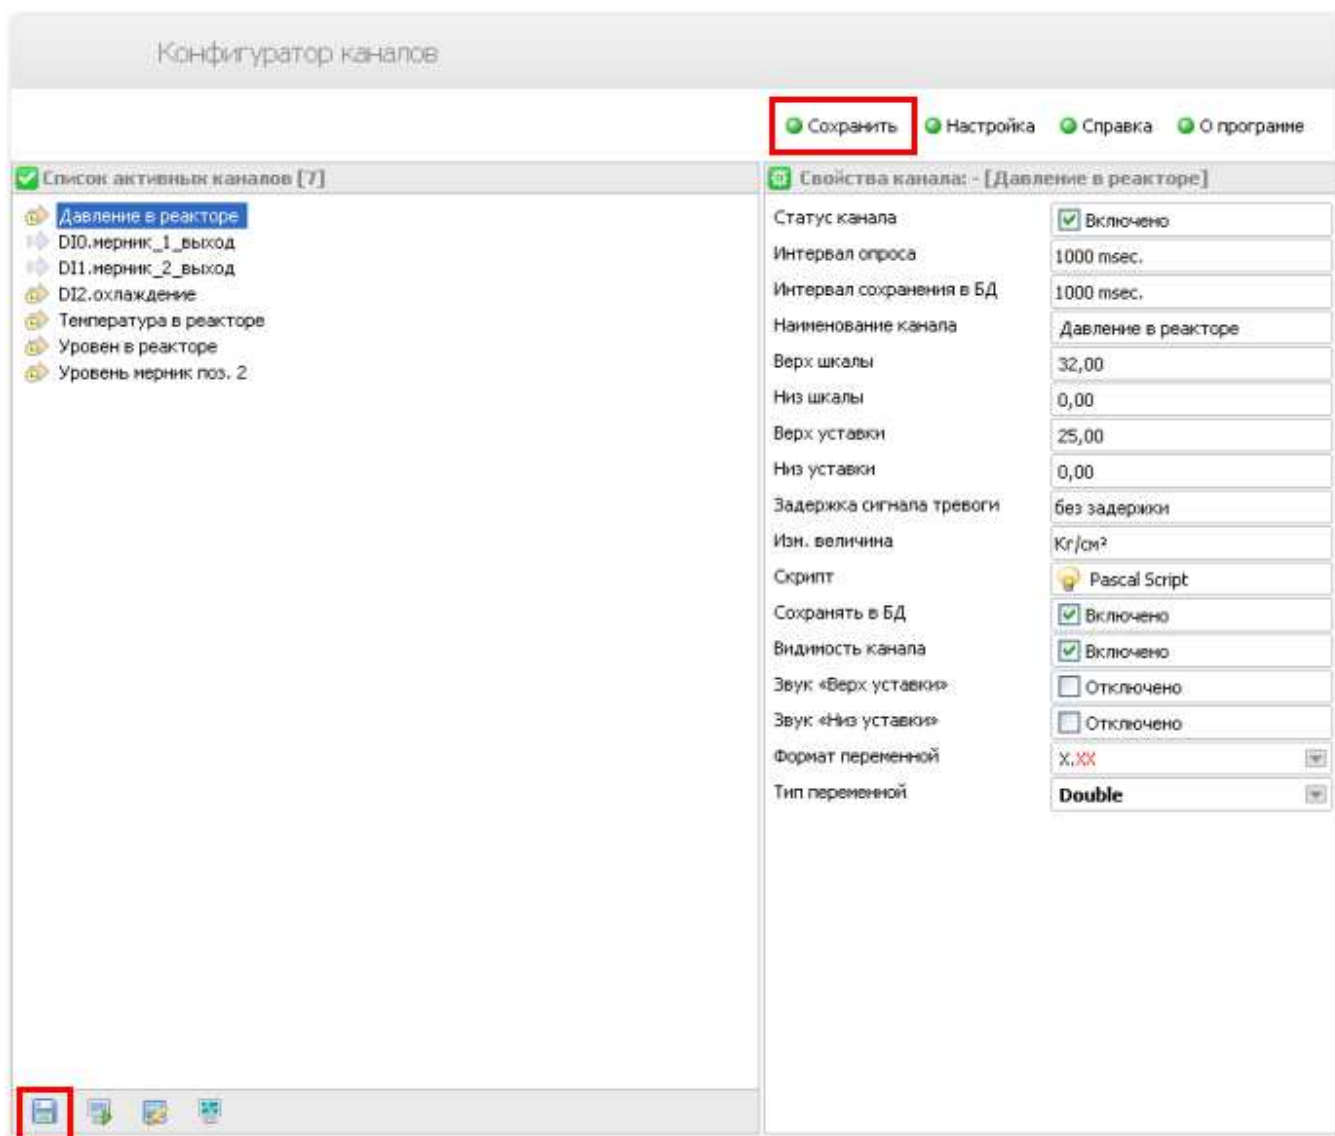 Конфигуратор каналов
Сохранить Настройка Справка О программе
Список активных каналов [7]
Давление в реакторе
DI0.мерник_1_выход
DI1.мерник_2_выход
DI2.охлаждение
Температура в реакторе
Уровен в реакторе
Уровень мерник поз. 2
Свойства канала: - [Давление в реакторе]
Статус канала Включено
Интервал опроса 1000 msec.
Интервал сохранения в БД 1000 msec.
Наименование канала Давление в реакторе
Верх шкалы 32,00
Низ шкалы 0,00
Верх уставки 25,00
Низ уставки 0,00
Задержка сигнала тревоги без задержки
Изм. величина Кг/см²
Скрипт Pascal Script
Сохранять в БД Включено
Видимость канала Включено
Звук «Верх уставки» Отключено
Звук «Низ уставки» Отключено
Формат переменной X.XX
Тип переменной Double